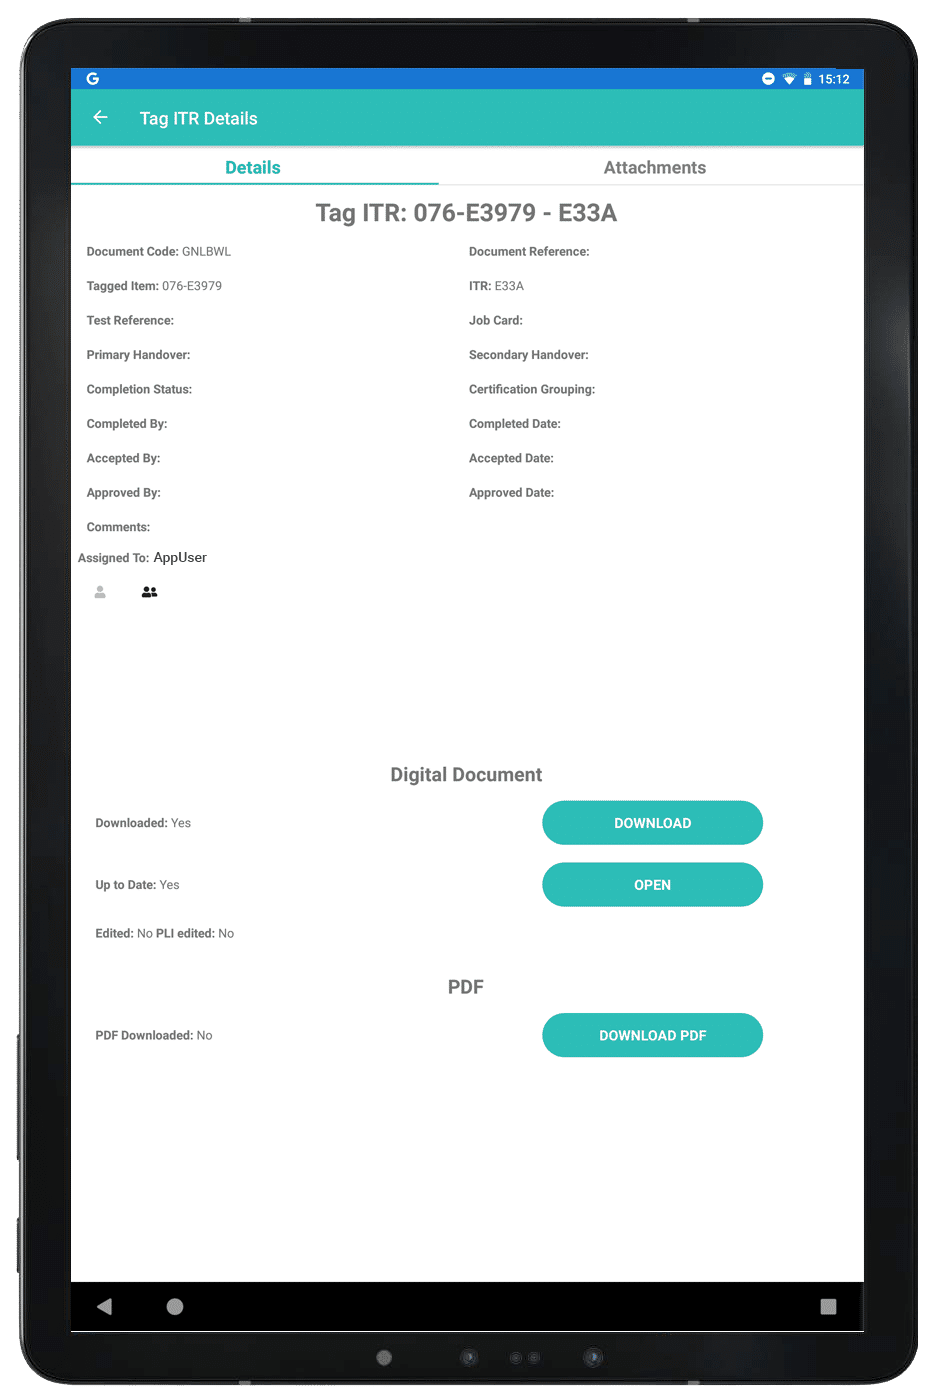 G 15:12
Tag ITR Details
Details Attachments
Tag ITR: 076-E3979 - E33A
Document Code: GNLBWL Document Reference:
Tagged Item: 076-E3979 ITR: E33A
Test Reference: Job Card:
Primary Handover: Secondary Handover:
Completion Status: Certification Grouping:
Completed By: Completed Date:
Accepted By: Accepted Date:
Approved By: Approved Date:
Comments:
Assigned To: AppUser
Digital Document
Downloaded: Yes DOWNLOAD
Up to Date: Yes OPEN
Edited: No PLI edited: No
PDF
PDF Downloaded: No DOWNLOAD PDF